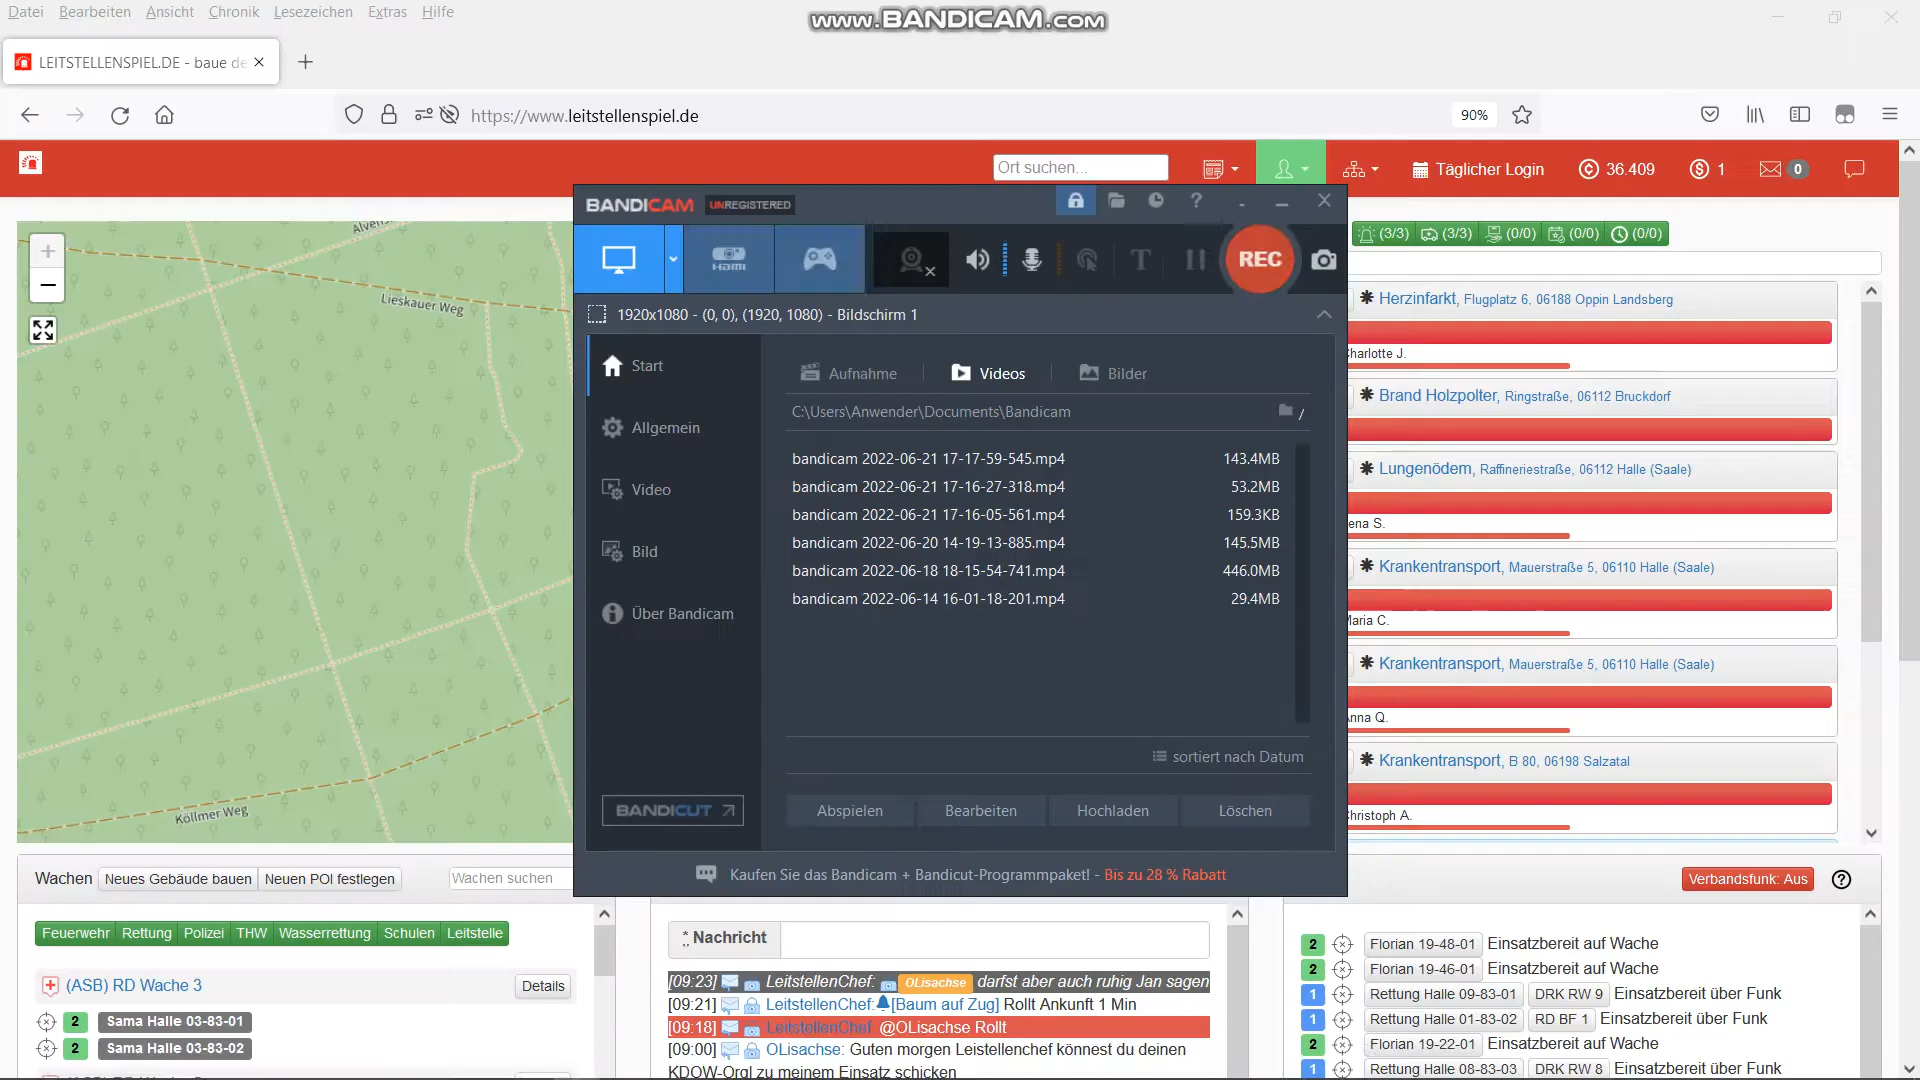 Datei Bearbeiten Ansicht Chronik Lesezeichen Extras Hilfe
www.BANDICAM.com
LEITSTELLENSPIEL.DE - baue de
https://www.leitstellenspiel.de
90%
Ort suchen...
Täglicher Login
36.409
1
0
BANDICAM UNREGISTERED
HDMI
REC
1920x1080 - (0, 0), (1920, 1080) - Bildschirm 1
Start
Allgemein
Video
Bild
Über Bandicam
BANDICUT
Aufnahme Videos Bilder
C:\Users\Anwender\Documents\Bandicam
bandicam 2022-06-21 17-17-59-545.mp4 143.4MB
bandicam 2022-06-21 17-16-27-318.mp4 53.2MB
bandicam 2022-06-21 17-16-05-561.mp4 159.3KB
bandicam 2022-06-20 14-19-13-885.mp4 145.5MB
bandicam 2022-06-18 18-15-54-741.mp4 446.0MB
bandicam 2022-06-14 16-01-18-201.mp4 29.4MB
sortiert nach Datum
Abspielen Bearbeiten Hochladen Löschen
Kaufen Sie das Bandicam + Bandicut-Programmpaket! - Bis zu 28 % Rabatt
Lieskauer Weg
Köllmer Weg
(3/3) (3/3) (0/0) (0/0) (0/0)
Herzinfarkt, Flugplatz 6, 06188 Oppin Landsberg
Charlotte J.
Brand Holzpolter, Ringstraße, 06112 Bruckdorf
Lungenödem, Raffineriestraße, 06112 Halle (Saale)
ena S.
Krankentransport, Mauerstraße 5, 06110 Halle (Saale)
Maria C.
Krankentransport, Mauerstraße 5, 06110 Halle (Saale)
Anna Q.
Krankentransport, B 80, 06198 Salzatal
Christoph A.
Wachen Neues Gebäude bauen Neuen POI festlegen
Wachen suchen
Feuerwehr Rettung Polizei THW Wasserrettung Schulen Leitstelle
(ASB) RD Wache 3 Details
2 Sama Halle 03-83-01
2 Sama Halle 03-83-02
Nachricht
[09:23] LeitstellenChef: OLisachse darfst aber auch ruhig Jan sagen
[09:21] LeitstellenChef: [Baum auf Zug] Rollt Ankunft 1 Min
[09:18] LeitstellenChef: @OLisachse Rollt
[09:00] OLisachse: Guten morgen Leistellenchef könnest du deinen
KDOW-Orgl zu meinem Einsatz schicken
Verbandsfunk: Aus
2 Florian 19-48-01 Einsatzbereit auf Wache
2 Florian 19-46-01 Einsatzbereit auf Wache
1 Rettung Halle 09-83-01 DRK RW 9 Einsatzbereit über Funk
1 Rettung Halle 01-83-02 RD BF 1 Einsatzbereit über Funk
2 Florian 19-22-01 Einsatzbereit auf Wache
1 Rettung Halle 08-83-03 DRK RW 8 Einsatzbereit über Funk